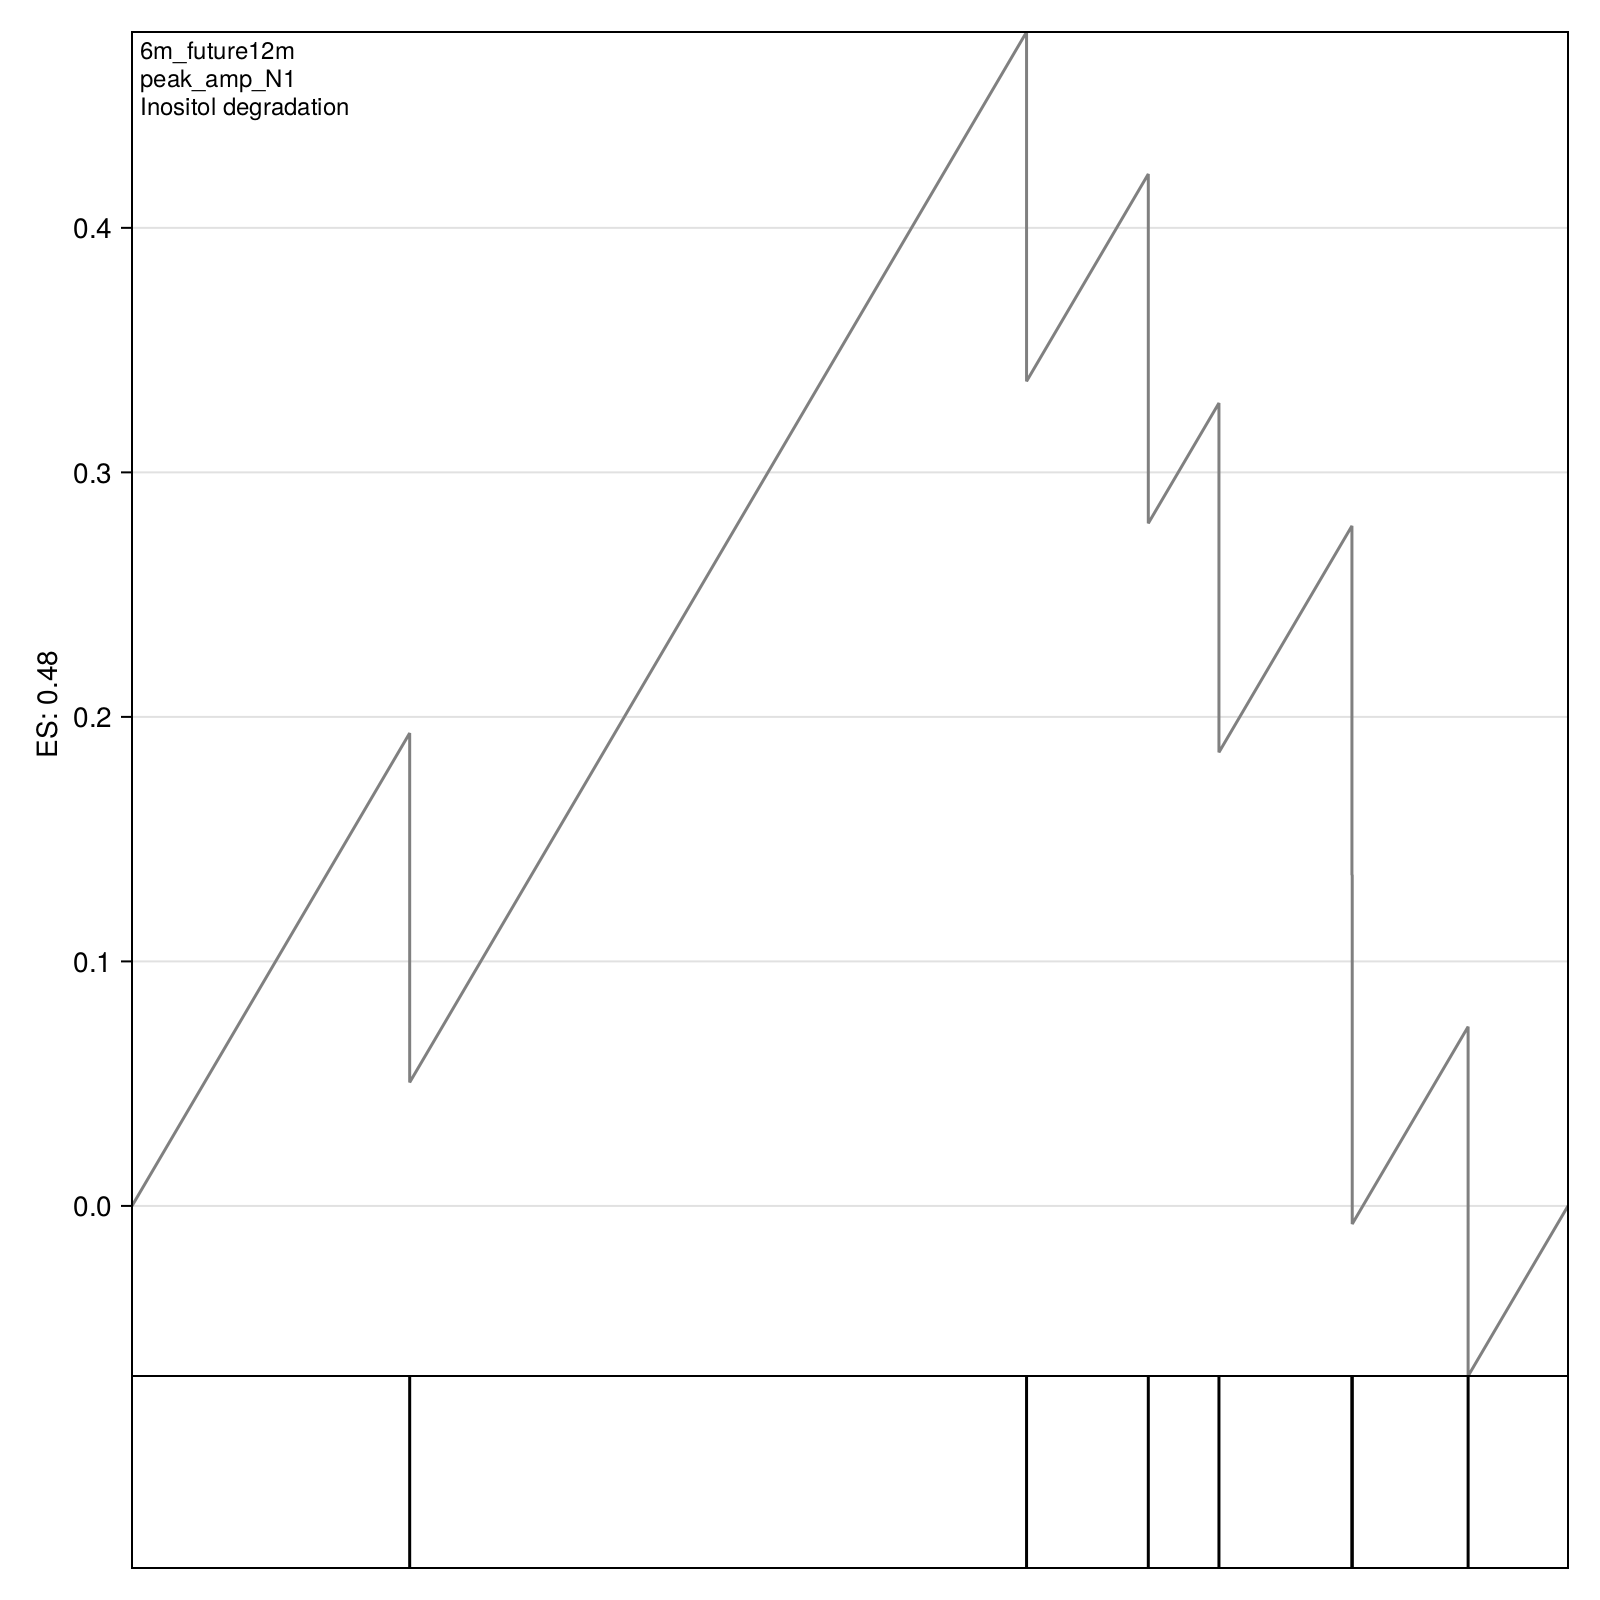 6m_future12m
peak_amp_N1
Inositol degradation
ES: 0.48
0.4
0.3
0.2
0.1
0.0